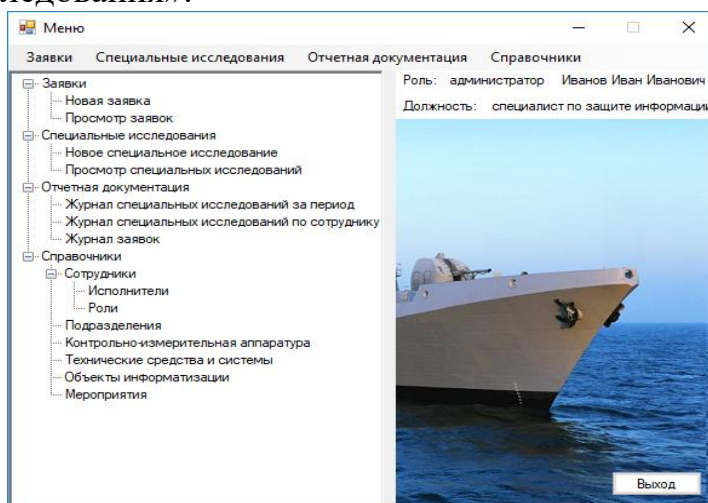 ледования».
Меню
Заявки Специальные исследования Отчетная документация Справочники
Заявки
Новая заявка
Просмотр заявок
Специальные исследования
Новое специальное исследование
Просмотр специальных исследований
Отчетная документация
Журнал специальных исследований за период
Журнал специальных исследований по сотруднику
Журнал заявок
Справочники
Сотрудники
Исполнители
Роли
Подразделения
Контрольно-измерительная аппаратура
Технические средства и системы
Объекты информатизации
Мероприятия
Роль: администратор Иванов Иван Иванович
Должность: специалист по защите информации
Выход